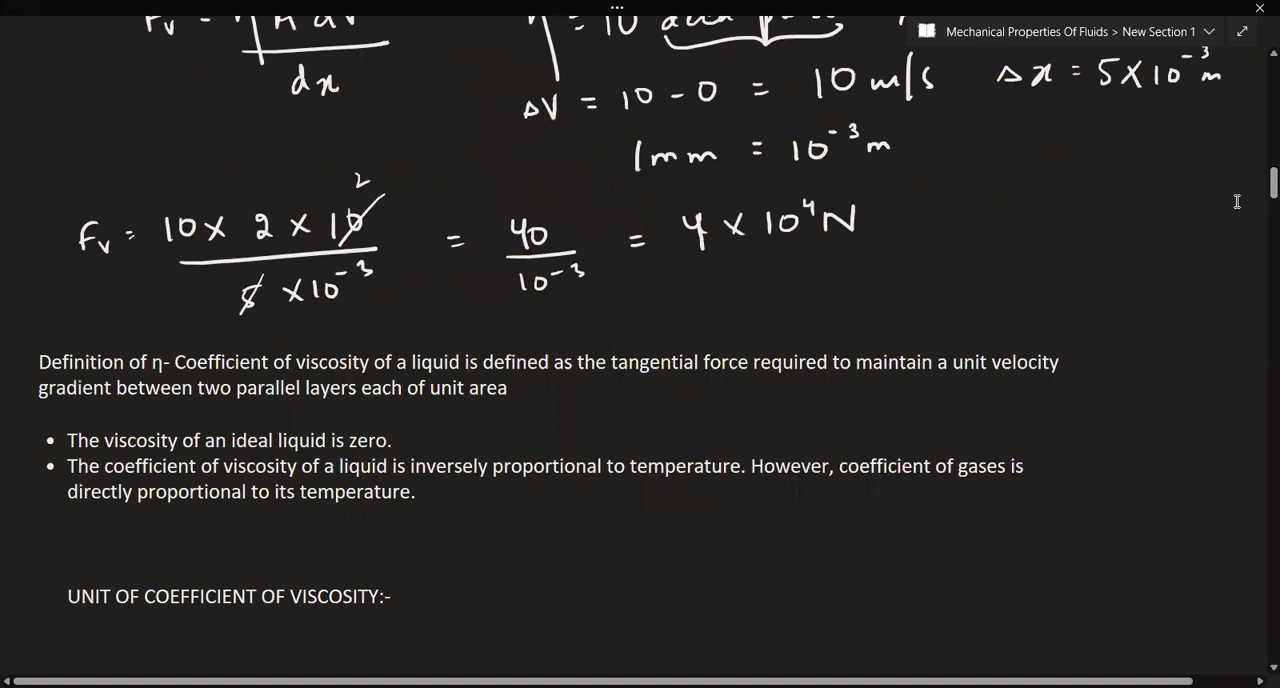 Mechanical Properties Of Fluids > New Section 1
Fv = η A dv
dx
η = 10
Δx = 5 X 10⁻³ m
ΔV = 10 - 0 = 10 m/s
1mm = 10⁻³ m
Fv = 10 x 2 x 10 2 = 40 = 4 x 10⁴ N
5 x 10⁻³ 10⁻³
Definition of η- Coefficient of viscosity of a liquid is defined as the tangential force required to maintain a unit velocity
gradient between two parallel layers each of unit area
• The viscosity of an ideal liquid is zero.
• The coefficient of viscosity of a liquid is inversely proportional to temperature. However, coefficient of gases is
directly proportional to its temperature.
UNIT OF COEFFICIENT OF VISCOSITY:-